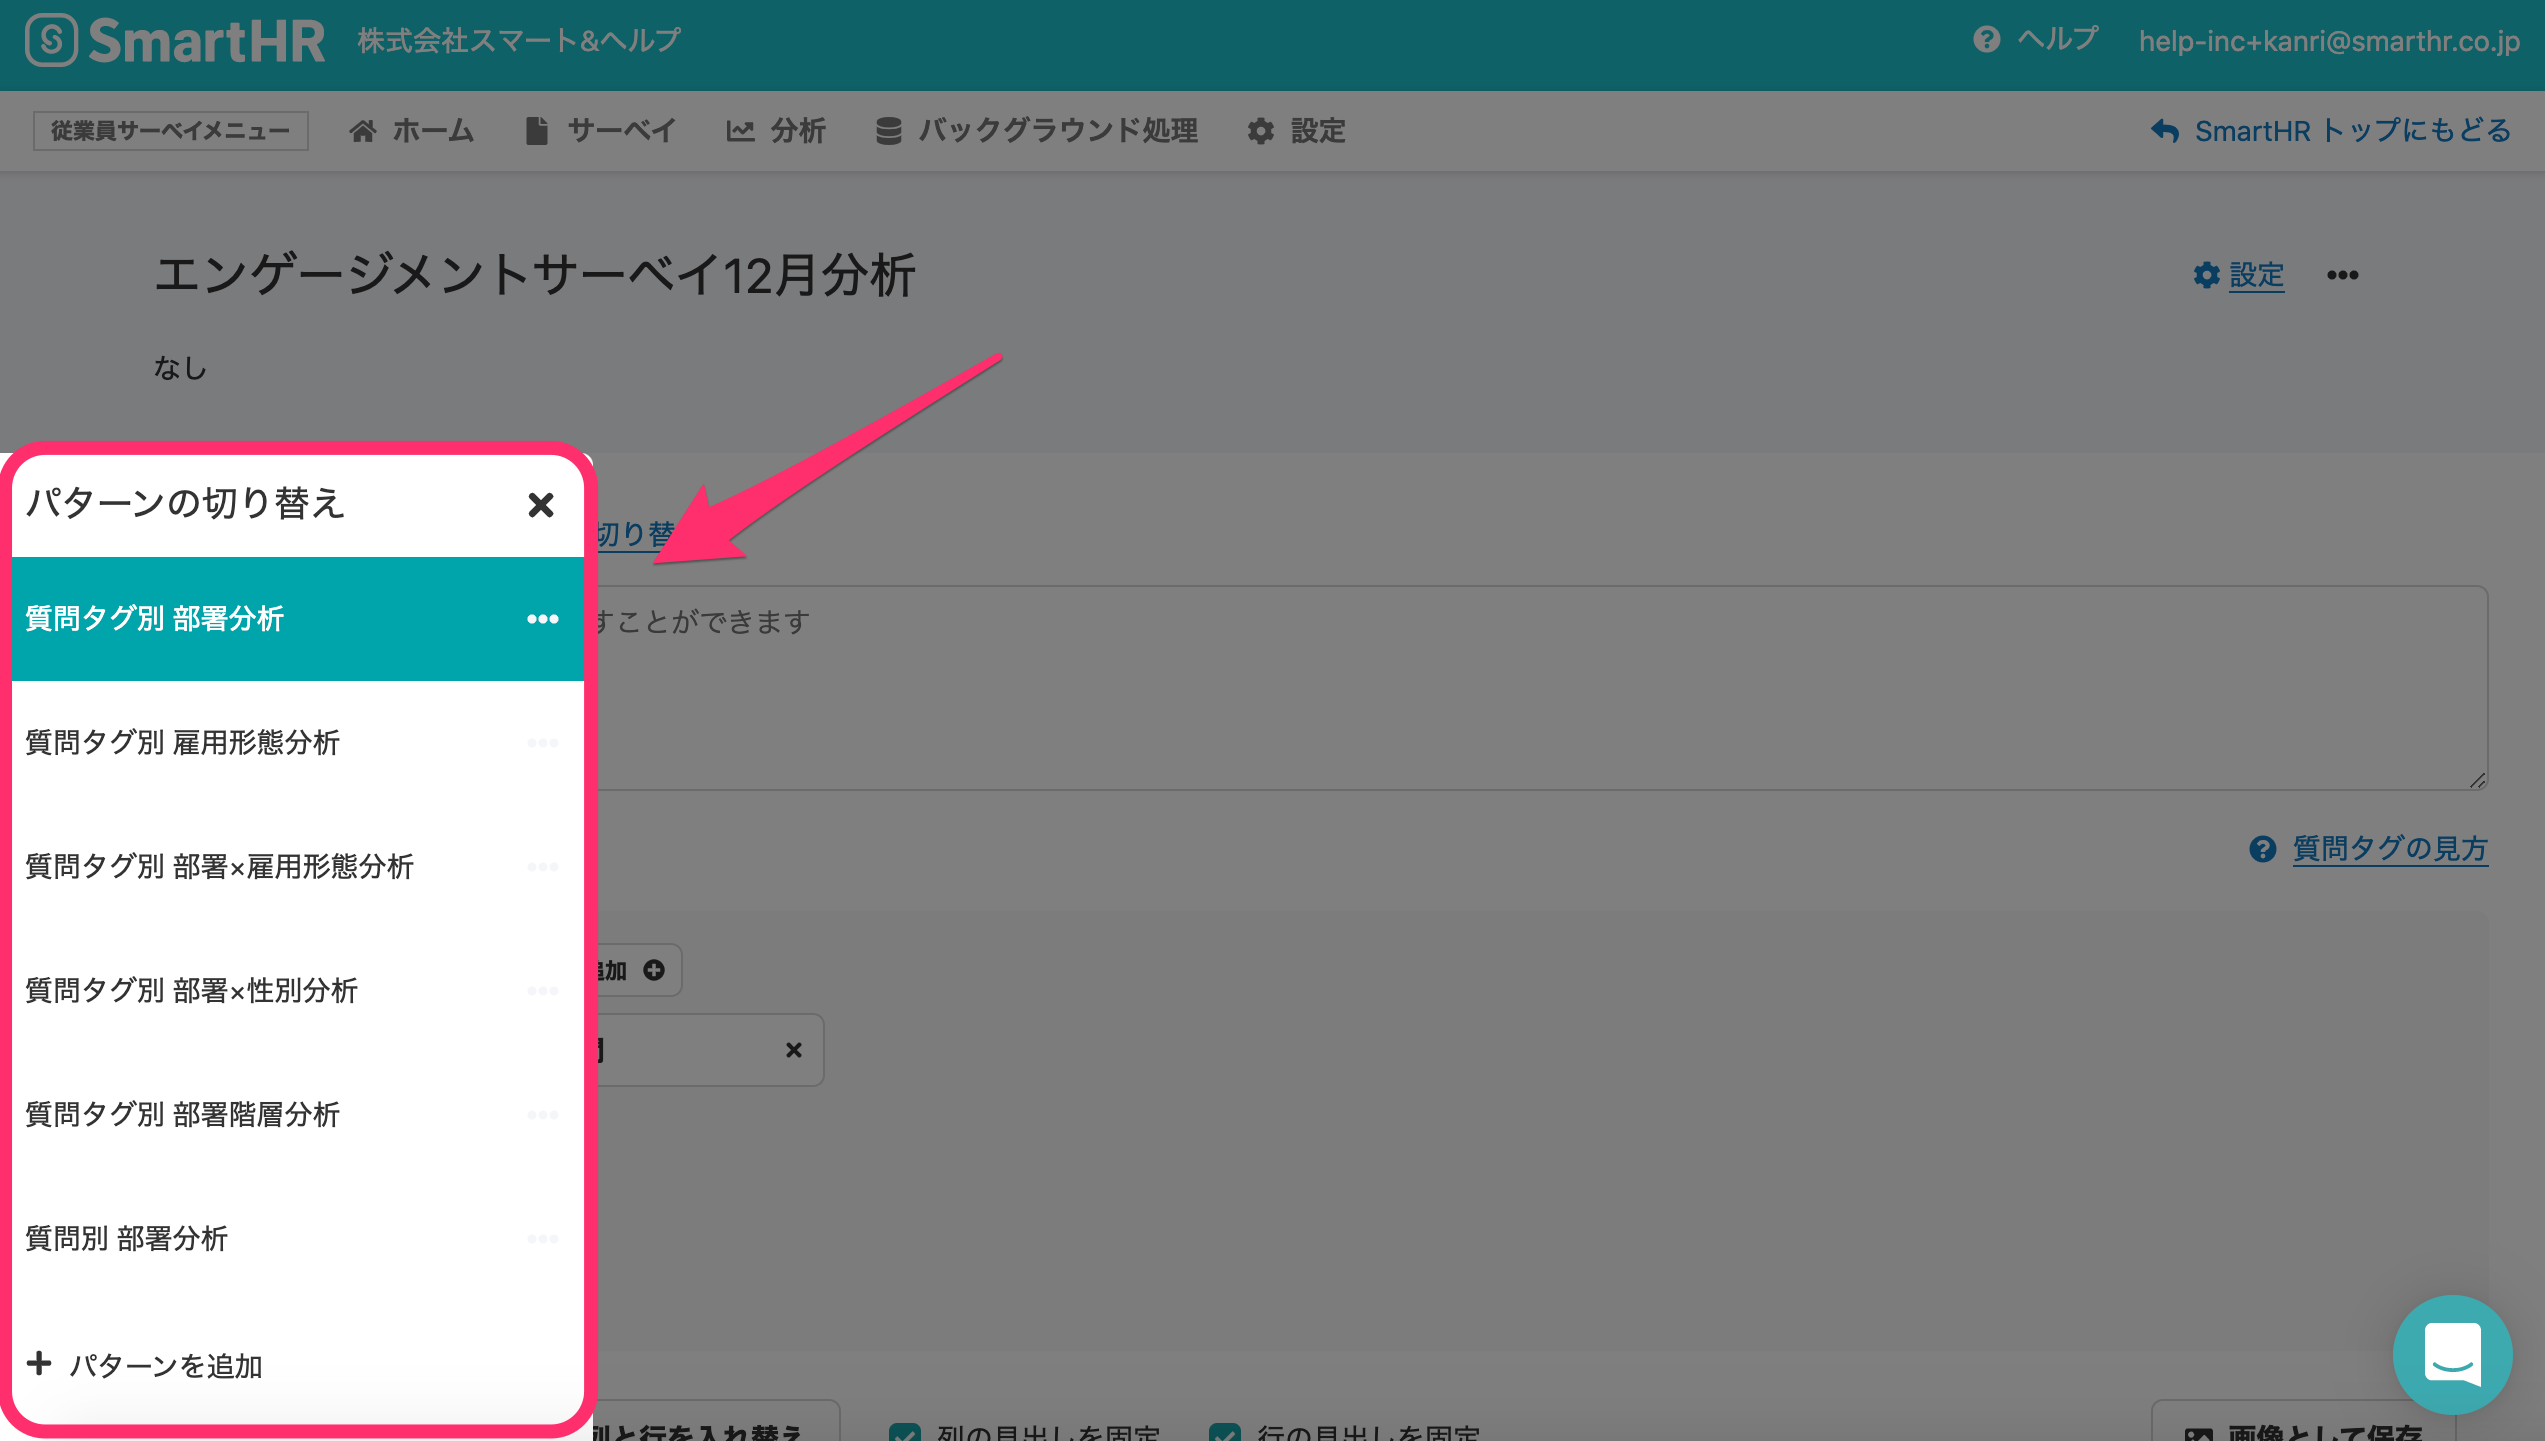 SmartHR 株式会社スマート&ヘルプ ヘルプ help-inc+kanri@smarthr.co.jp
従業員サーベイメニュー ホーム サーベイ 分析 バックグラウンド処理 設定 SmartHR トップにもどる
エンゲージメントサーベイ12月分析 設定
なし
パターンの切り替え
切り替
質問タグ別 部署分析
すことができます
質問タグ別 雇用形態分析
質問タグ別 部署×雇用形態分析
質問タグの見方
質問タグ別 部署×性別分析
追加
質問タグ別 部署階層分析
質問別 部署分析
パターンを追加
列と行を入れ替え 列の見出しを固定 行の見出しを固定 画像として保存